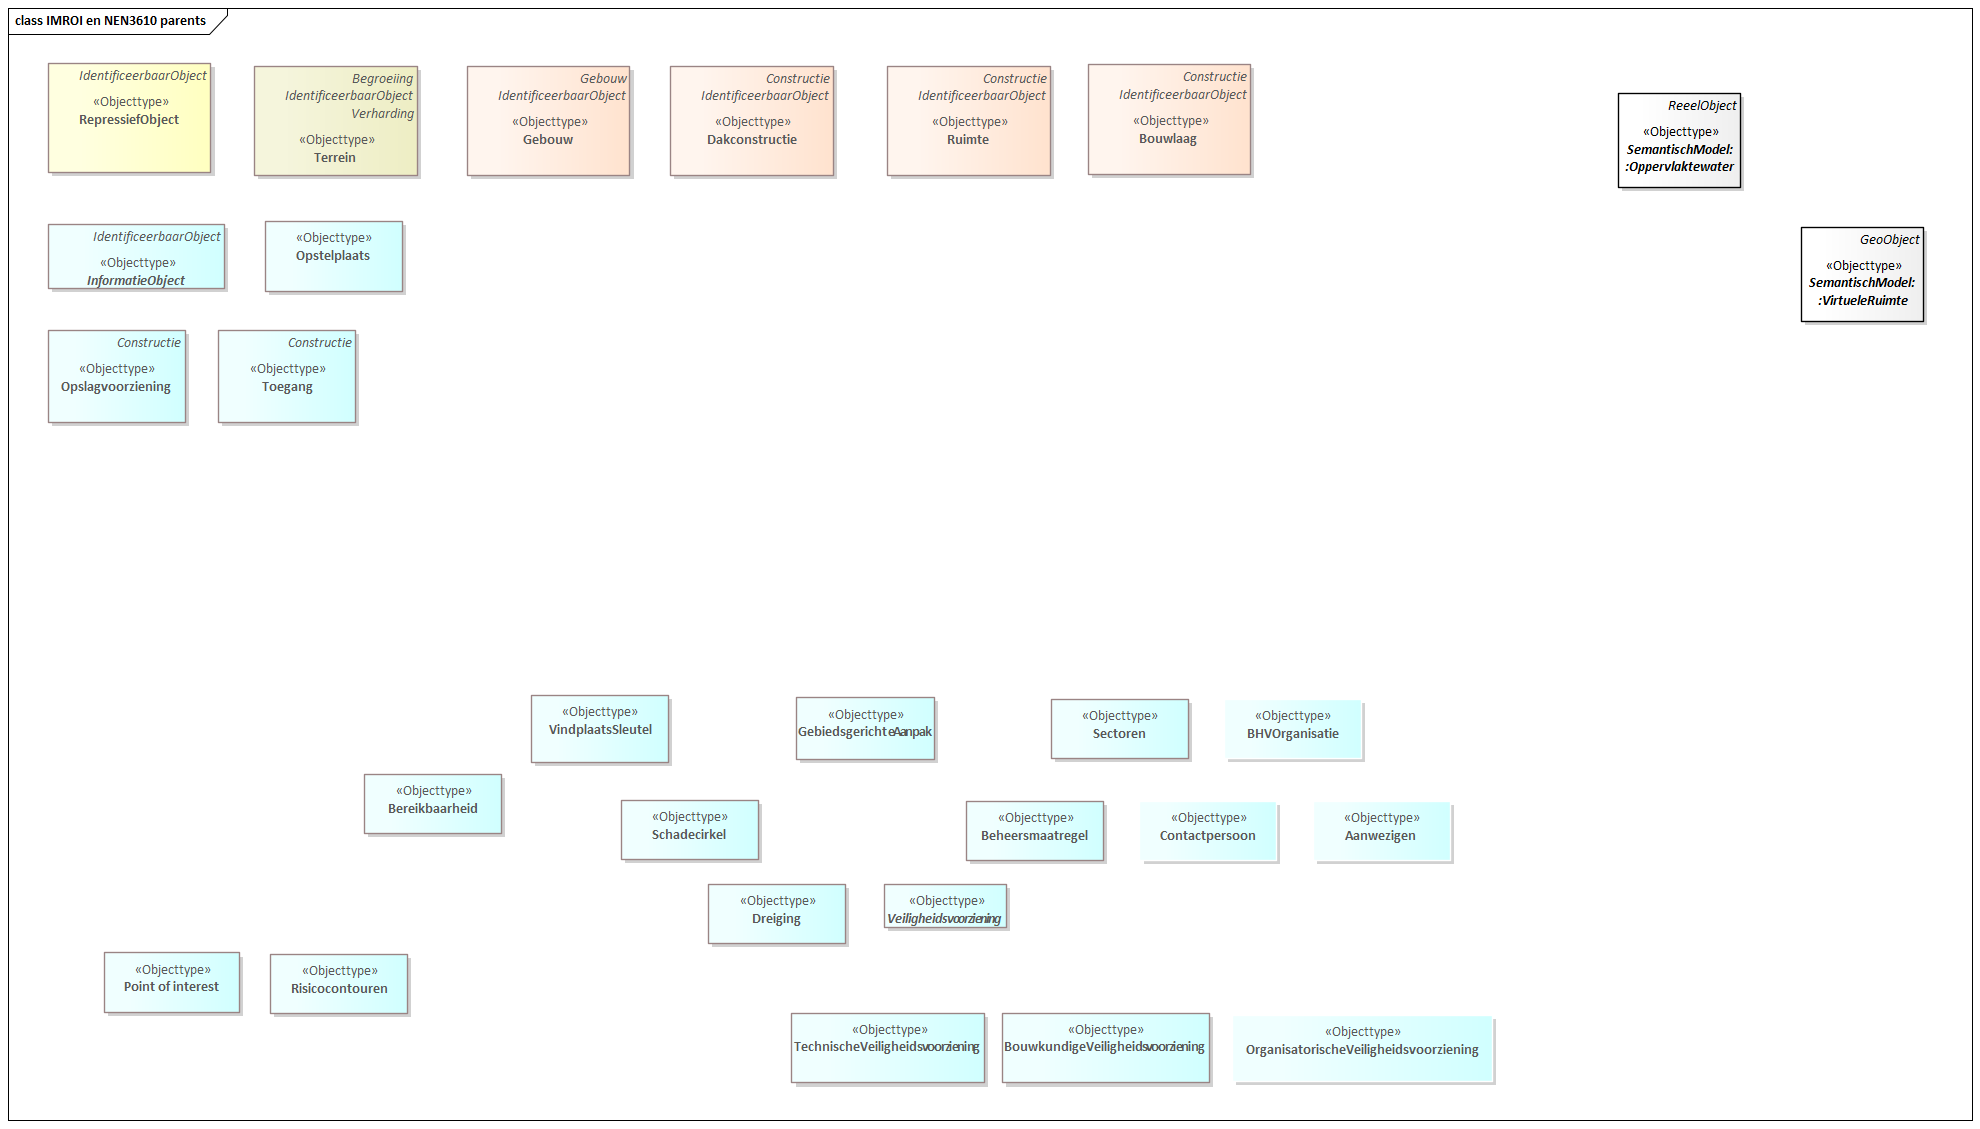 class IMROI en NEN3610 parents
IdentificeerbaarObject
«Objecttype»
RepressiefObject
Begroeiing
IdentificeerbaarObject
Verharding
«Objecttype»
Terrein
Gebouw
IdentificeerbaarObject
«Objecttype»
Gebouw
Constructie
IdentificeerbaarObject
«Objecttype»
Dakconstructie
Constructie
IdentificeerbaarObject
«Objecttype»
Ruimte
Constructie
IdentificeerbaarObject
«Objecttype»
Bouwlaag
ReeelObject
«Objecttype»
SemantischModel:
:Oppervlaktewater
IdentificeerbaarObject
«Objecttype»
InformatieObject
«Objecttype»
Opstelplaats
GeoObject
«Objecttype»
SemantischModel:
:VirtueleRuimte
Constructie
«Objecttype»
Opslagvoorziening
Constructie
«Objecttype»
Toegang
«Objecttype»
VindplaatsSleutel
«Objecttype»
GebiedsgerichteAanpak
«Objecttype»
Sectoren
«Objecttype»
BHVOrganisatie
«Objecttype»
Bereikbaarheid
«Objecttype»
Schadecirkel
«Objecttype»
Beheersmaatregel
«Objecttype»
Contactpersoon
«Objecttype»
Aanwezigen
«Objecttype»
Dreiging
«Objecttype»
Veiligheidsvoorziening
«Objecttype»
Point of interest
«Objecttype»
Risicocontouren
«Objecttype»
TechnischeVeiligheidsvoorziening
«Objecttype»
BouwkundigeVeiligheidsvoorziening
«Objecttype»
OrganisatorischeVeiligheidsvoorziening